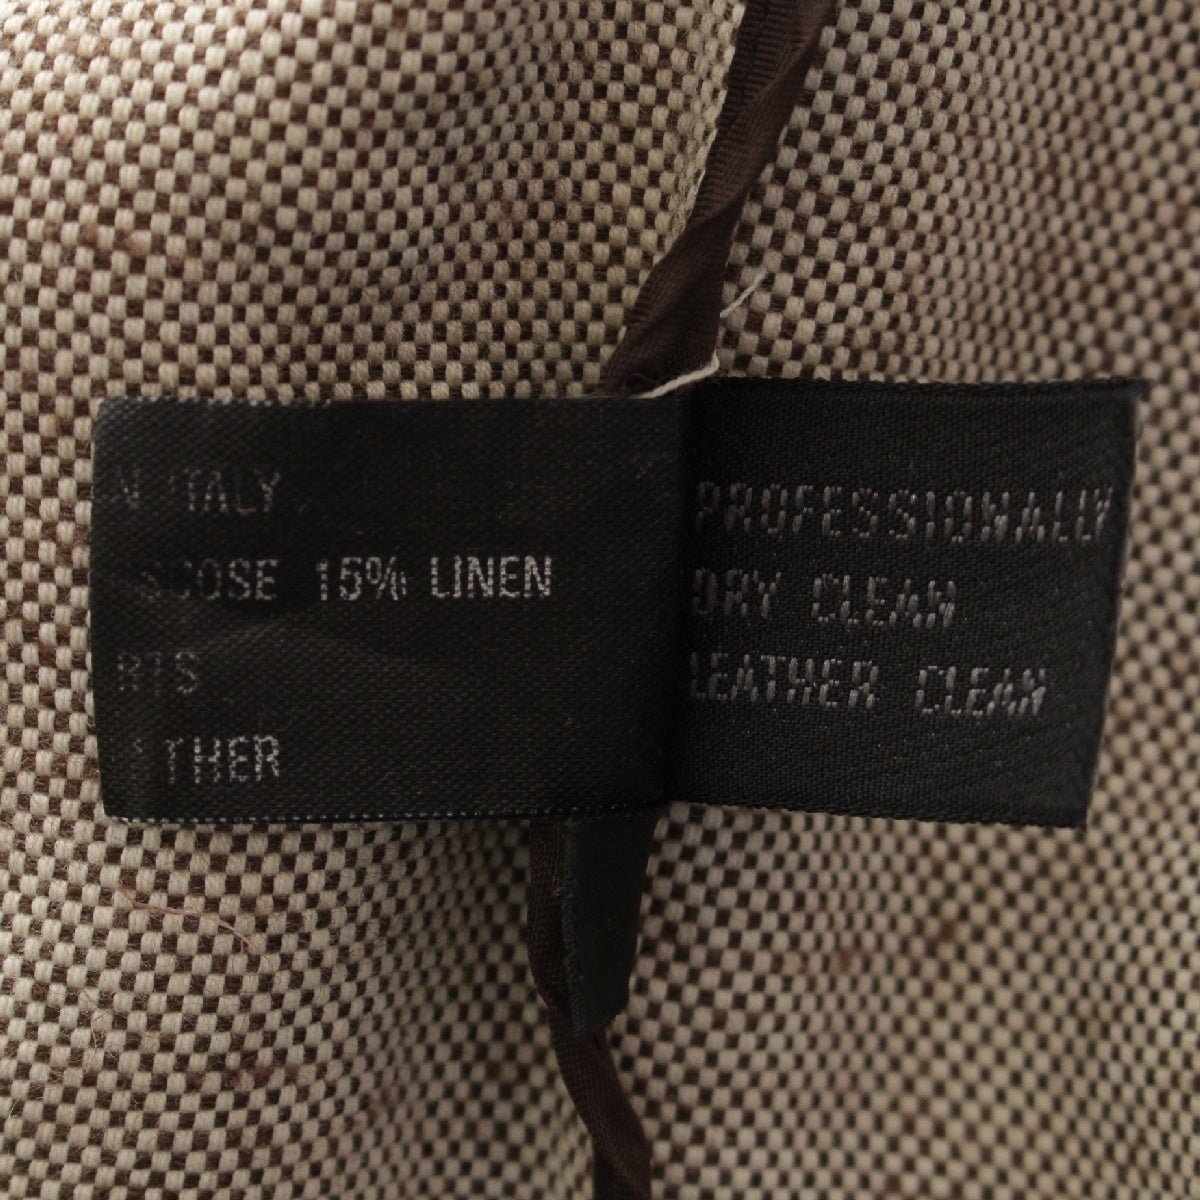 N ITALY
SCOSE 15% LINEN
RTS
THER
PROFESSIONALLY
DRY CLEAN
LEATHER CLEAN